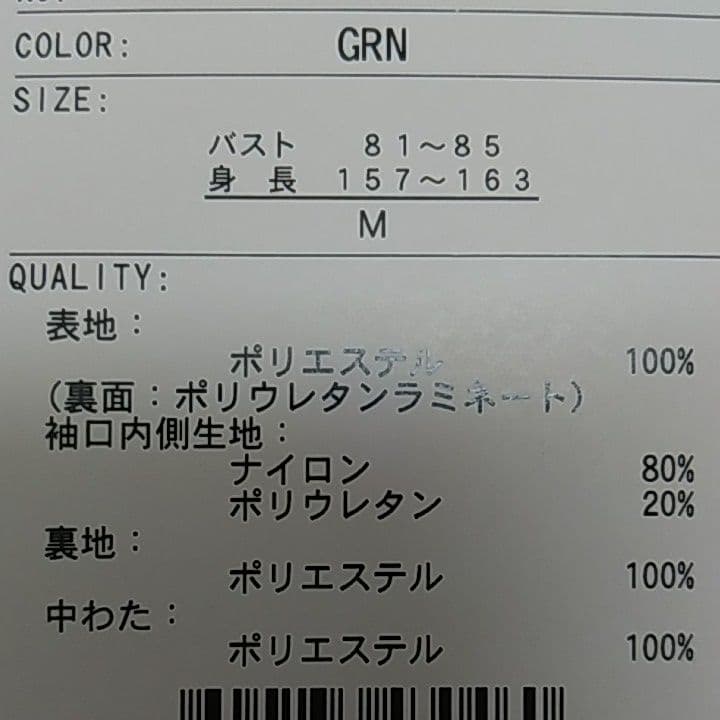 COLOR: GRN
SIZE:
バスト 81～85
身長 157～163
M
QUALITY:
表地：
ポリエステル 100%
（裏面：ポリウレタンラミネート）
袖口内側生地：
ナイロン 80%
ポリウレタン 20%
裏地：
ポリエステル 100%
中わた：
ポリエステル 100%